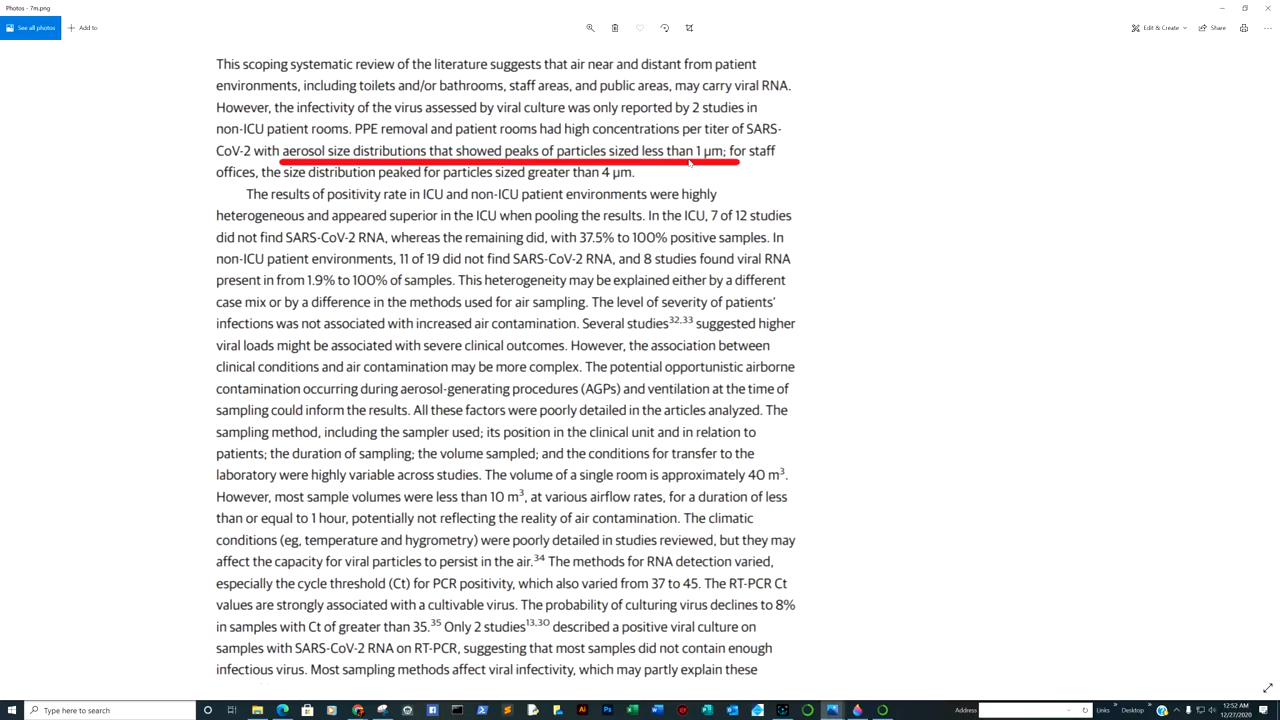 Photos - 7m.png
See all photos
Add to
Edit & Create
Share
This scoping systematic review of the literature suggests that air near and distant from patient
environments, including toilets and/or bathrooms, staff areas, and public areas, may carry viral RNA.
However, the infectivity of the virus assessed by viral culture was only reported by 2 studies in
non-ICU patient rooms. PPE removal and patient rooms had high concentrations per titer of SARS-
CoV-2 with aerosol size distributions that showed peaks of particles sized less than 1 μm; for staff
offices, the size distribution peaked for particles sized greater than 4 μm.
The results of positivity rate in ICU and non-ICU patient environments were highly
heterogeneous and appeared superior in the ICU when pooling the results. In the ICU, 7 of 12 studies
did not find SARS-CoV-2 RNA, whereas the remaining did, with 37.5% to 100% positive samples. In
non-ICU patient environments, 11 of 19 did not find SARS-CoV-2 RNA, and 8 studies found viral RNA
present in from 1.9% to 100% of samples. This heterogeneity may be explained either by a different
case mix or by a difference in the methods used for air sampling. The level of severity of patients'
infections was not associated with increased air contamination. Several studies32,33 suggested higher
viral loads might be associated with severe clinical outcomes. However, the association between
clinical conditions and air contamination may be more complex. The potential opportunistic airborne
contamination occurring during aerosol-generating procedures (AGPs) and ventilation at the time of
sampling could inform the results. All these factors were poorly detailed in the articles analyzed. The
sampling method, including the sampler used; its position in the clinical unit and in relation to
patients; the duration of sampling; the volume sampled; and the conditions for transfer to the
laboratory were highly variable across studies. The volume of a single room is approximately 40 m3.
However, most sample volumes were less than 10 m3, at various airflow rates, for a duration of less
than or equal to 1 hour, potentially not reflecting the reality of air contamination. The climatic
conditions (eg, temperature and hygrometry) were poorly detailed in studies reviewed, but they may
affect the capacity for viral particles to persist in the air.34 The methods for RNA detection varied,
especially the cycle threshold (Ct) for PCR positivity, which also varied from 37 to 45. The RT-PCR Ct
values are strongly associated with a cultivable virus. The probability of culturing virus declines to 8%
in samples with Ct of greater than 35.35 Only 2 studies13,30 described a positive viral culture on
samples with SARS-CoV-2 RNA on RT-PCR, suggesting that most samples did not contain enough
infectious virus. Most sampling methods affect viral infectivity, which may partly explain these
Type here to search
Address
Links
Desktop
12:52 AM
12/27/2020